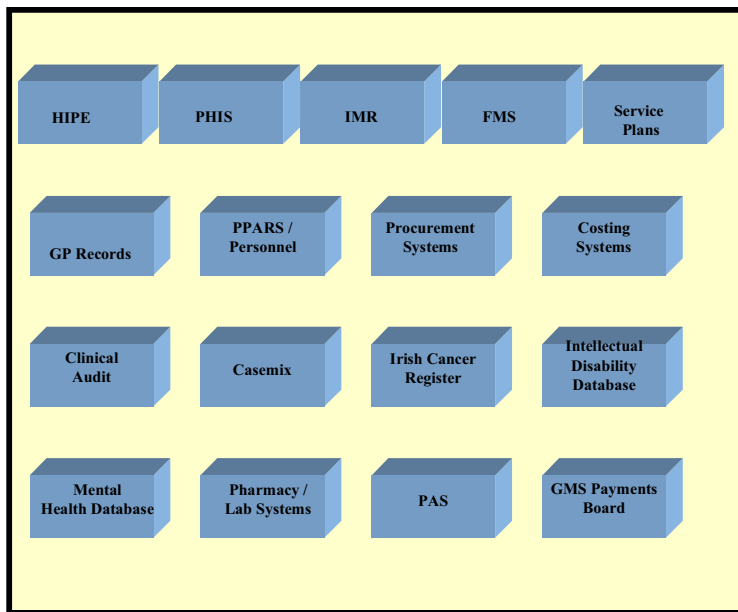 HIPE
PHIS
IMR
FMS
Service
Plans
GP Records
PPARS /
Personnel
Procurement
Systems
Costing
Systems
Clinical
Audit
Casemix
Irish Cancer
Register
Intellectual
Disability
Database
Mental
Health Database
Pharmacy /
Lab Systems
PAS
GMS Payments
Board